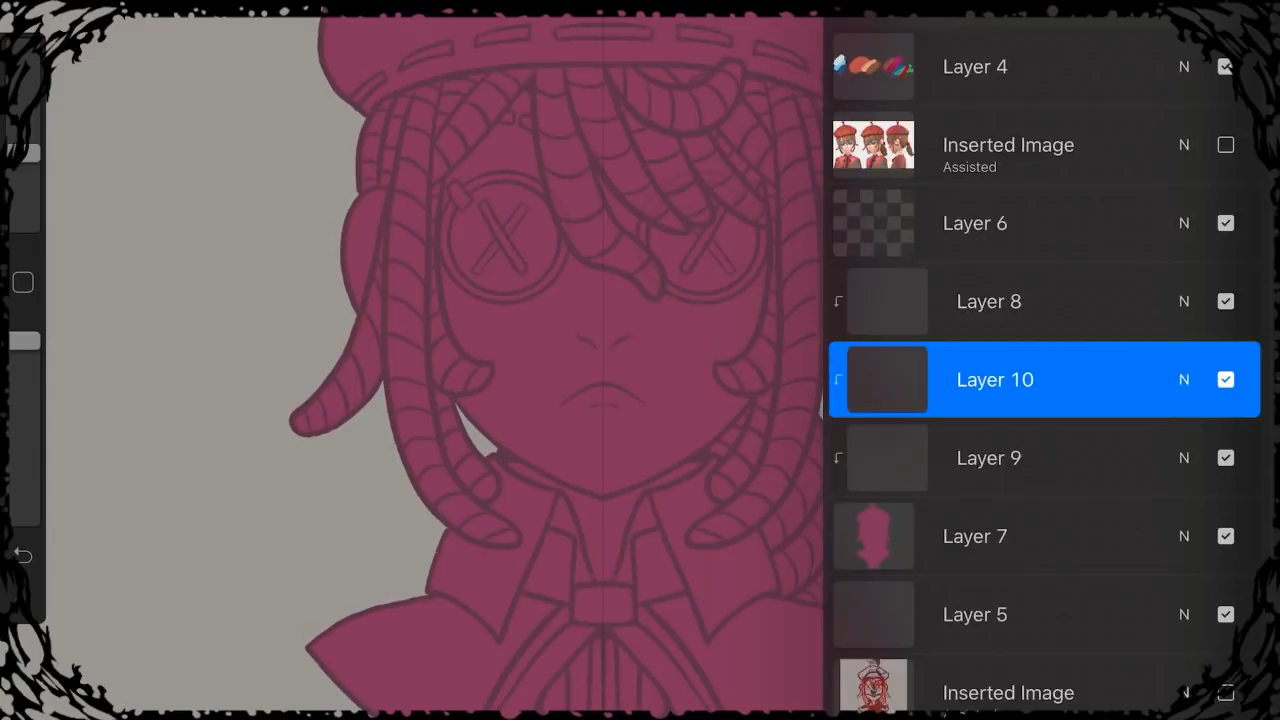 Layer 4 N
Inserted Image N
Assisted
Layer 6 N
Layer 8 N
Layer 10 N
Layer 9 N
Layer 7 N
Layer 5 N
Inserted Image N